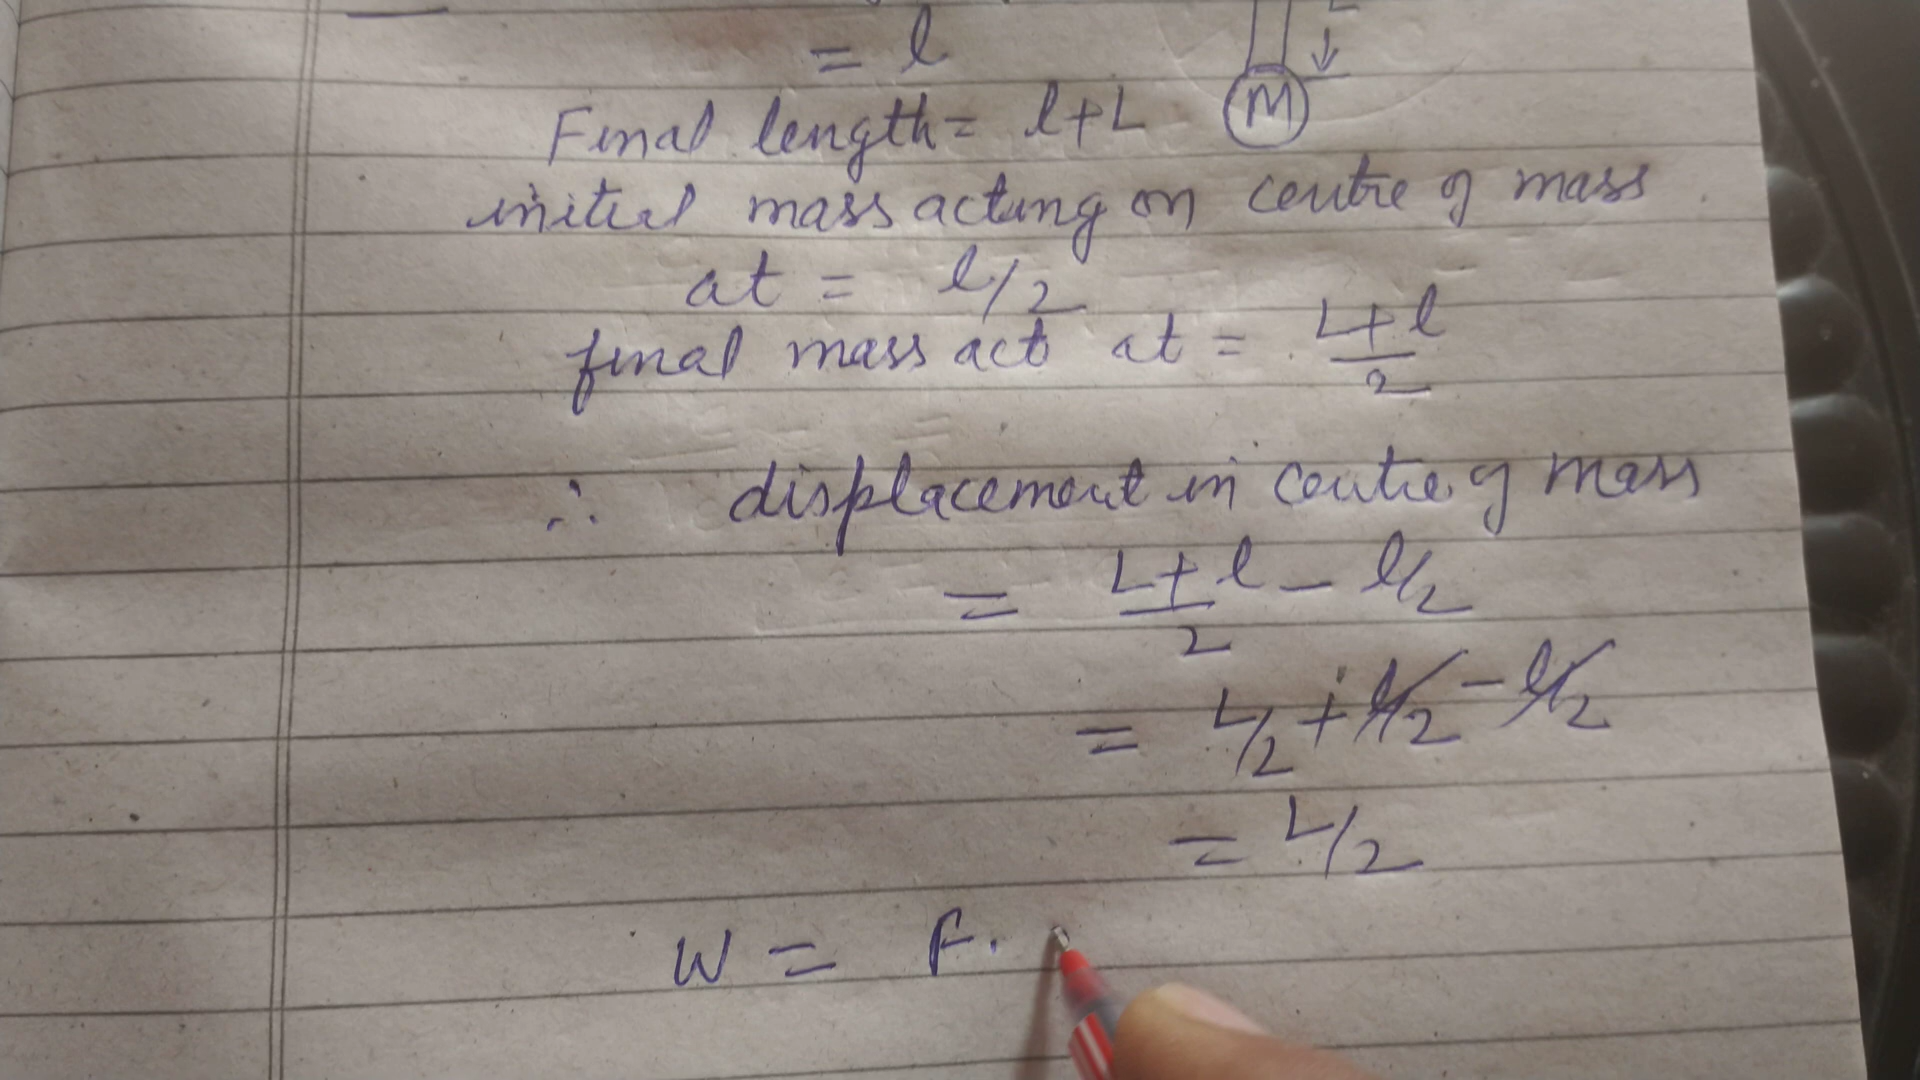 = l
L
M
Final length = l+L
initial mass acting on centre of mass
at = l/2
final mass act at = L+l/2
∴ displacement in centre of mass
= L+l/2 - l/2
= L/2 + l/2 - l/2
= L/2
W = F.